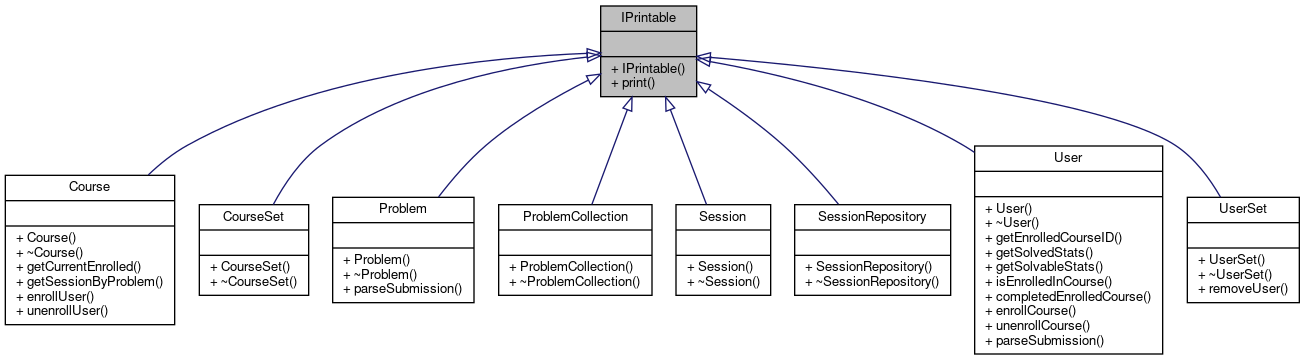 IPrintable
+ IPrintable()
+ print()
Course
+ Course()
+ ~Course()
+ getCurrentEnrolled()
+ getSessionByProblem()
+ enrollUser()
+ unenrollUser()
CourseSet
+ CourseSet()
+ ~CourseSet()
Problem
+ Problem()
+ ~Problem()
+ parseSubmission()
ProblemCollection
+ ProblemCollection()
+ ~ProblemCollection()
Session
+ Session()
+ ~Session()
SessionRepository
+ SessionRepository()
+ ~SessionRepository()
User
+ User()
+ ~User()
+ getEnrolledCourseID()
+ getSolvedStats()
+ getSolvableStats()
+ isEnrolledInCourse()
+ completedEnrolledCourse()
+ enrollCourse()
+ unenrollCourse()
+ parseSubmission()
UserSet
+ UserSet()
+ ~UserSet()
+ removeUser()